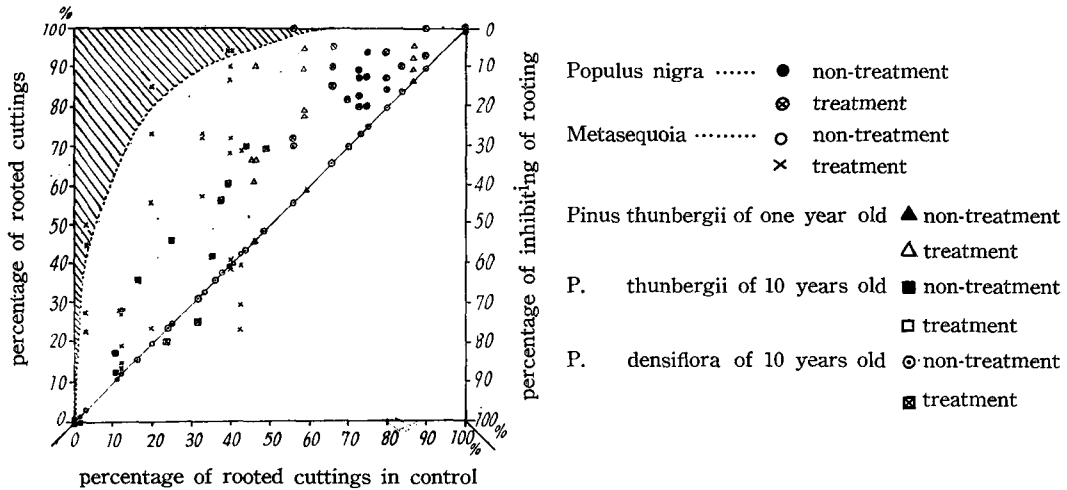 %
100
90
80
70
60
50
40
30
20
10
0
percentage of rooted cuttings
0
10
20
30
40
50
60
70
80
90
100
%
percentage of inhibiting of rooting
0 10 20 30 40 50 60 70 80 90 100
%
percentage of rooted cuttings in control
Populus nigra ...... ● non-treatment
⊗ treatment
Metasequoia ......... ○ non-treatment
× treatment
Pinus thunbergii of one year old ▲ non-treatment
△ treatment
P. thunbergii of 10 years old ■ non-treatment
□ treatment
P. densiflora of 10 years old ⊙ non-treatment
⊠ treatment